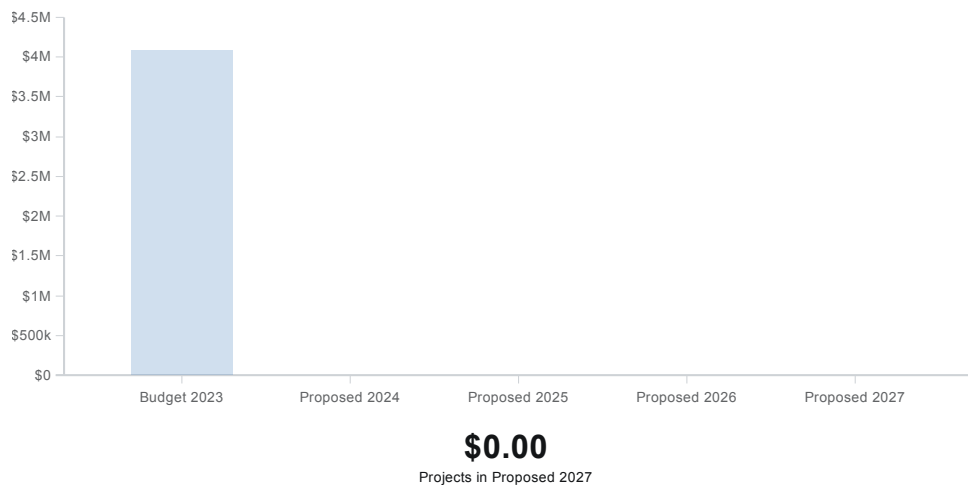 $4.5M
$4M
$3.5M
$3M
$2.5M
$2M
$1.5M
$1M
$500k
$0
Budget 2023 Proposed 2024 Proposed 2025 Proposed 2026 Proposed 2027
$0.00
Projects in Proposed 2027